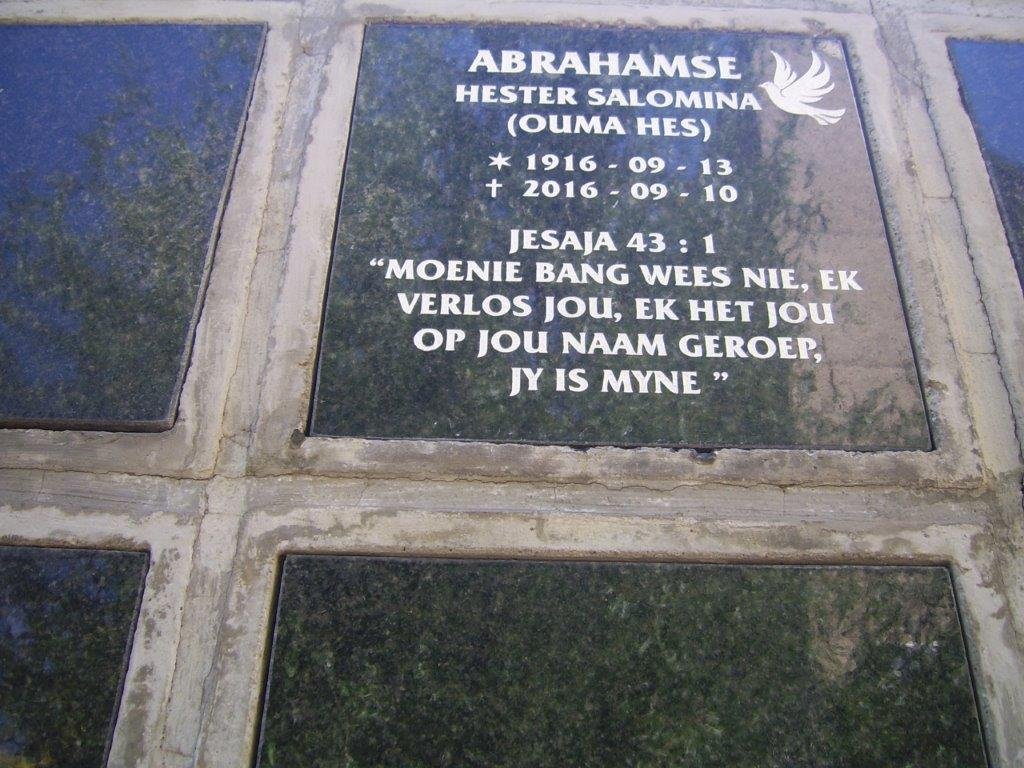 ABRAHAMSE
HESTER SALOMINA
(OUMA HES)
✶ 1916 - 09 - 13
† 2016 - 09 - 10
JESAJA 43 : 1
“MOENIE BANG WEES NIE, EK
VERLOS JOU, EK HET JOU
OP JOU NAAM GEROEP,
JY IS MYNE ”